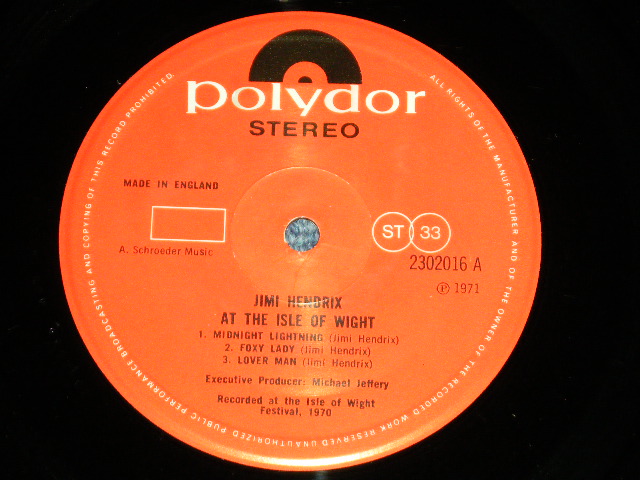 polydor
STEREO
MADE IN ENGLAND
A. Schroeder Music
ST 33
2302016 A
℗ 1971
JIMI HENDRIX
AT THE ISLE OF WIGHT
1. MIDNIGHT LIGHTNING (Jimi Hendrix)
2. FOXY LADY (Jimi Hendrix)
3. LOVER MAN (Jimi Hendrix)
Executive Producer: Michael Jeffery
Recorded at the Isle of Wight
Festival, 1970
ALL RIGHTS OF THE MANUFACTURER AND OF THE OWNER OF THE RECORDED WORK RESERVED UNAUTHORIZED PUBLIC PERFORMANCE BROADCASTING AND COPYING OF THIS RECORD PROHIBITED.